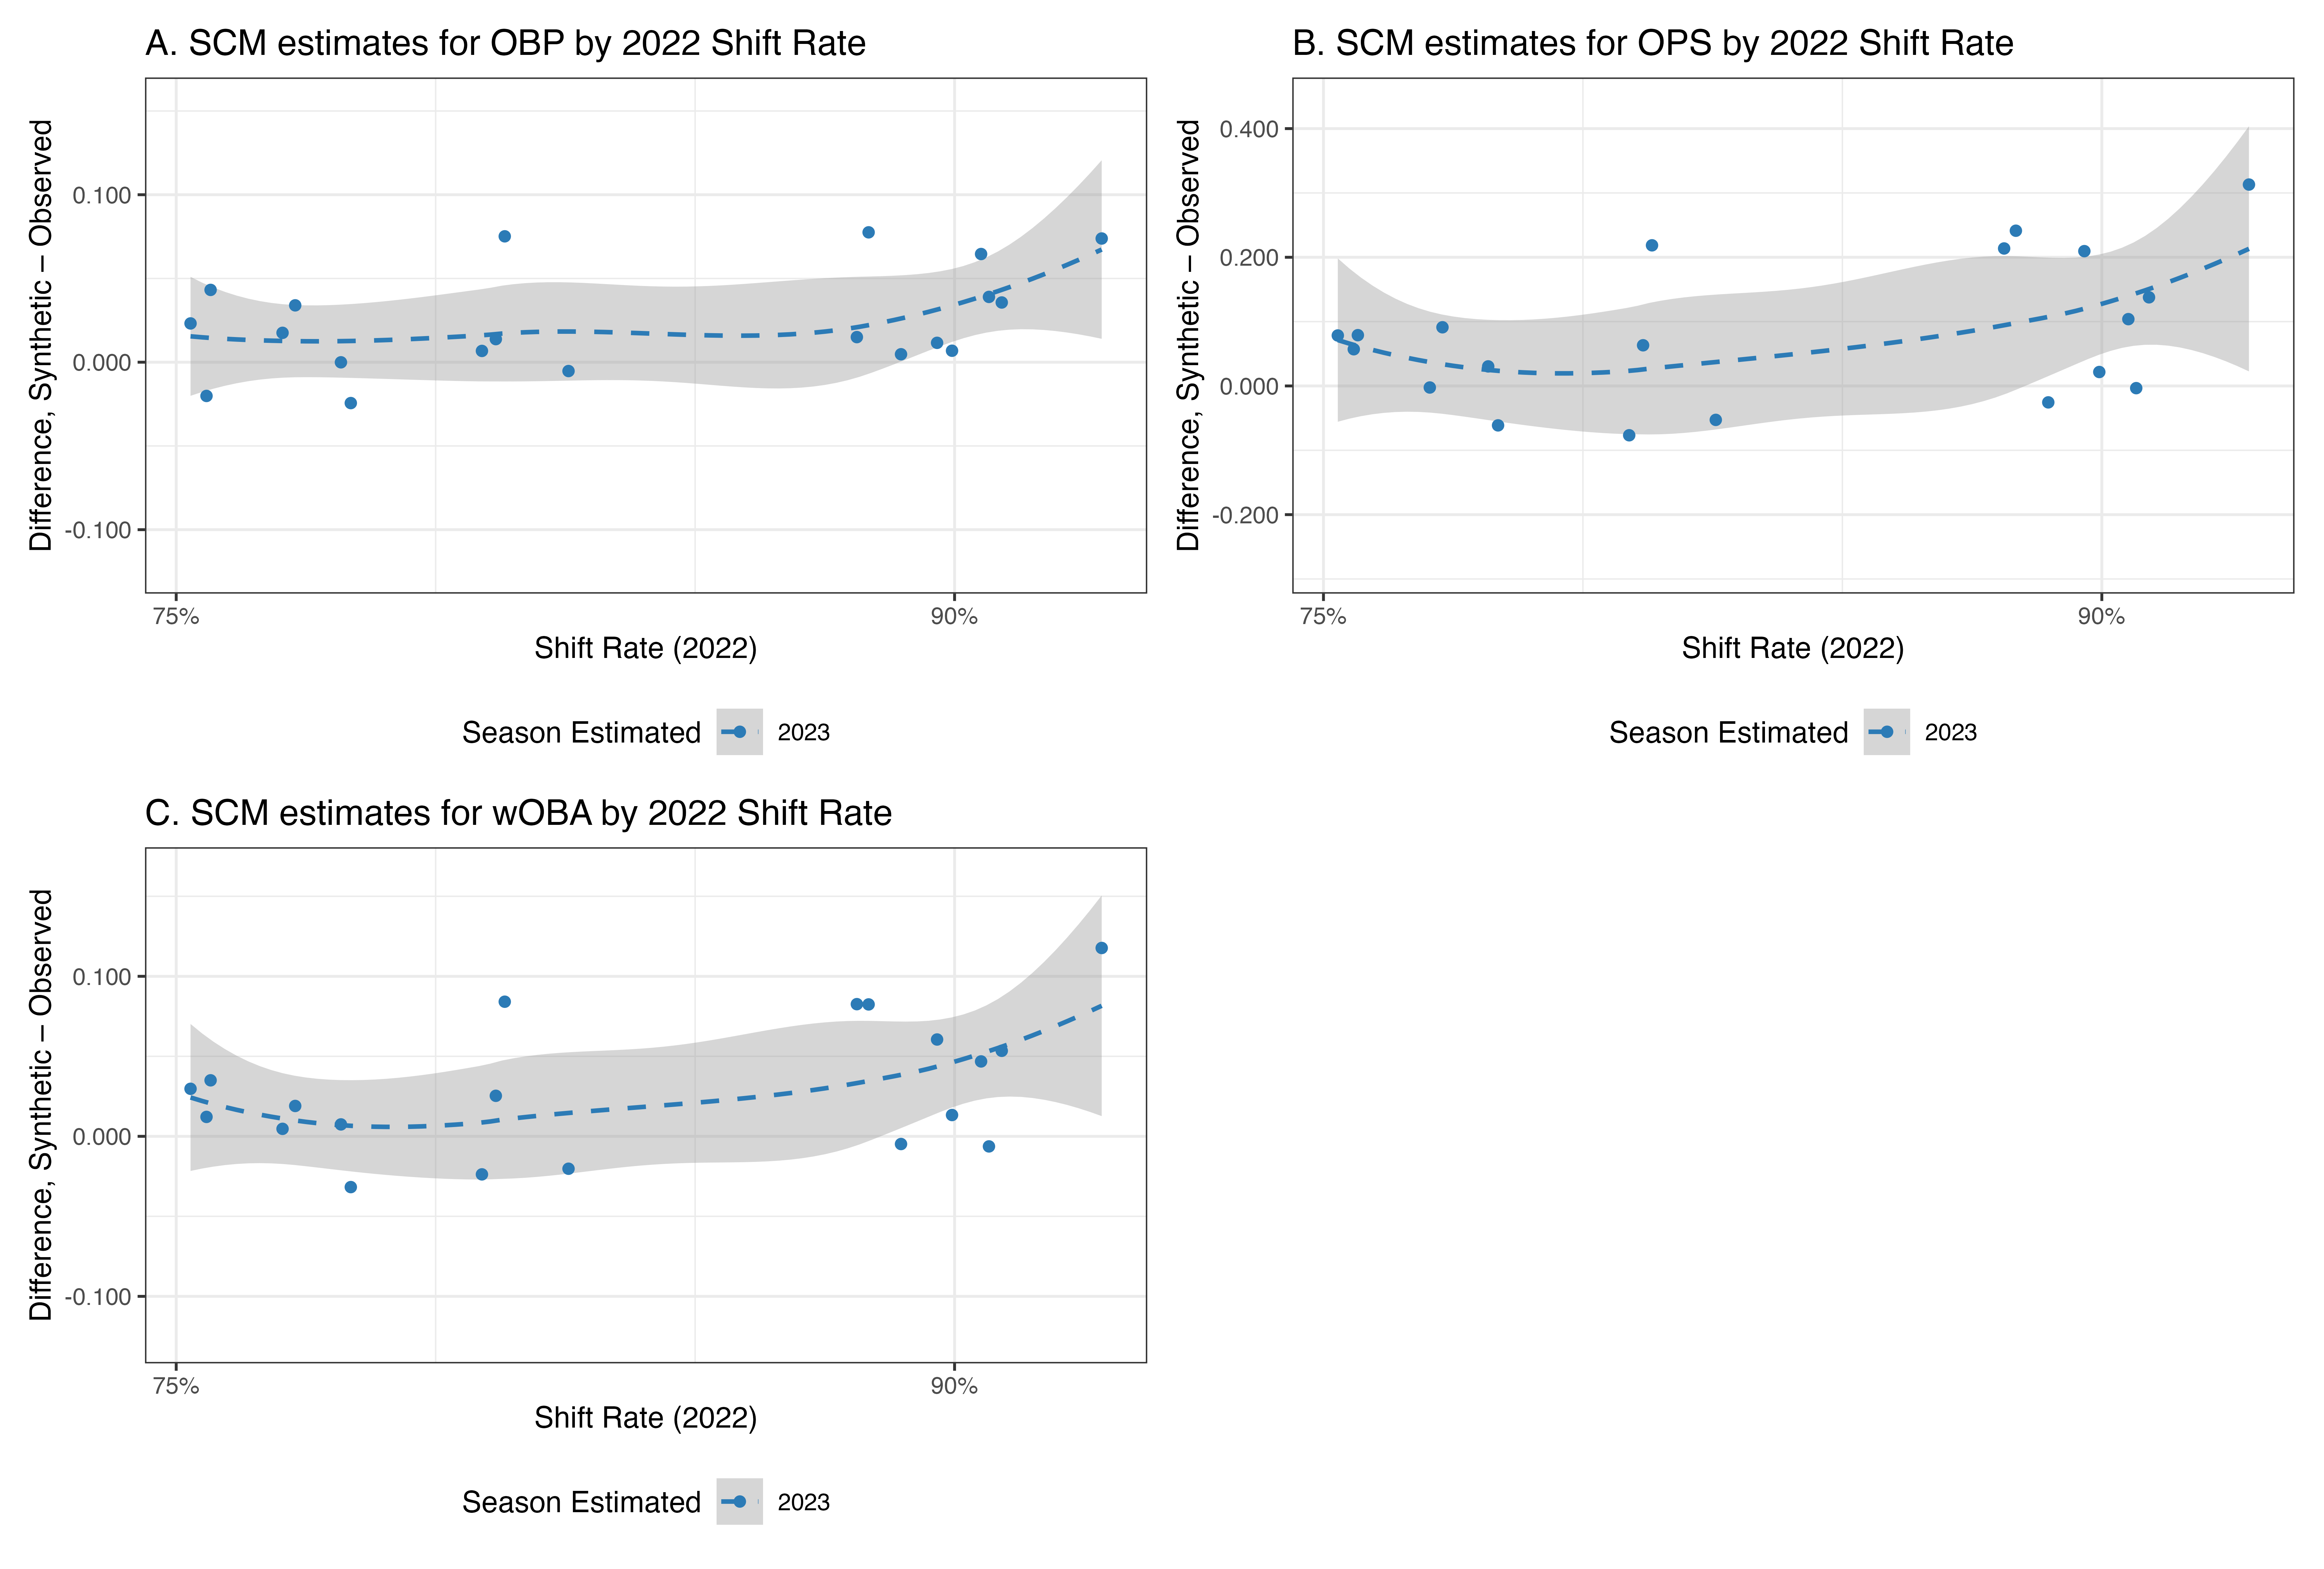 A. SCM estimates for OBP by 2022 Shift Rate
Difference, Synthetic – Observed
0.100
0.000
-0.100
75%
90%
Shift Rate (2022)
Season Estimated
2023
B. SCM estimates for OPS by 2022 Shift Rate
Difference, Synthetic – Observed
0.400
0.200
0.000
-0.200
75%
90%
Shift Rate (2022)
Season Estimated
2023
C. SCM estimates for wOBA by 2022 Shift Rate
Difference, Synthetic – Observed
0.100
0.000
-0.100
75%
90%
Shift Rate (2022)
Season Estimated
2023